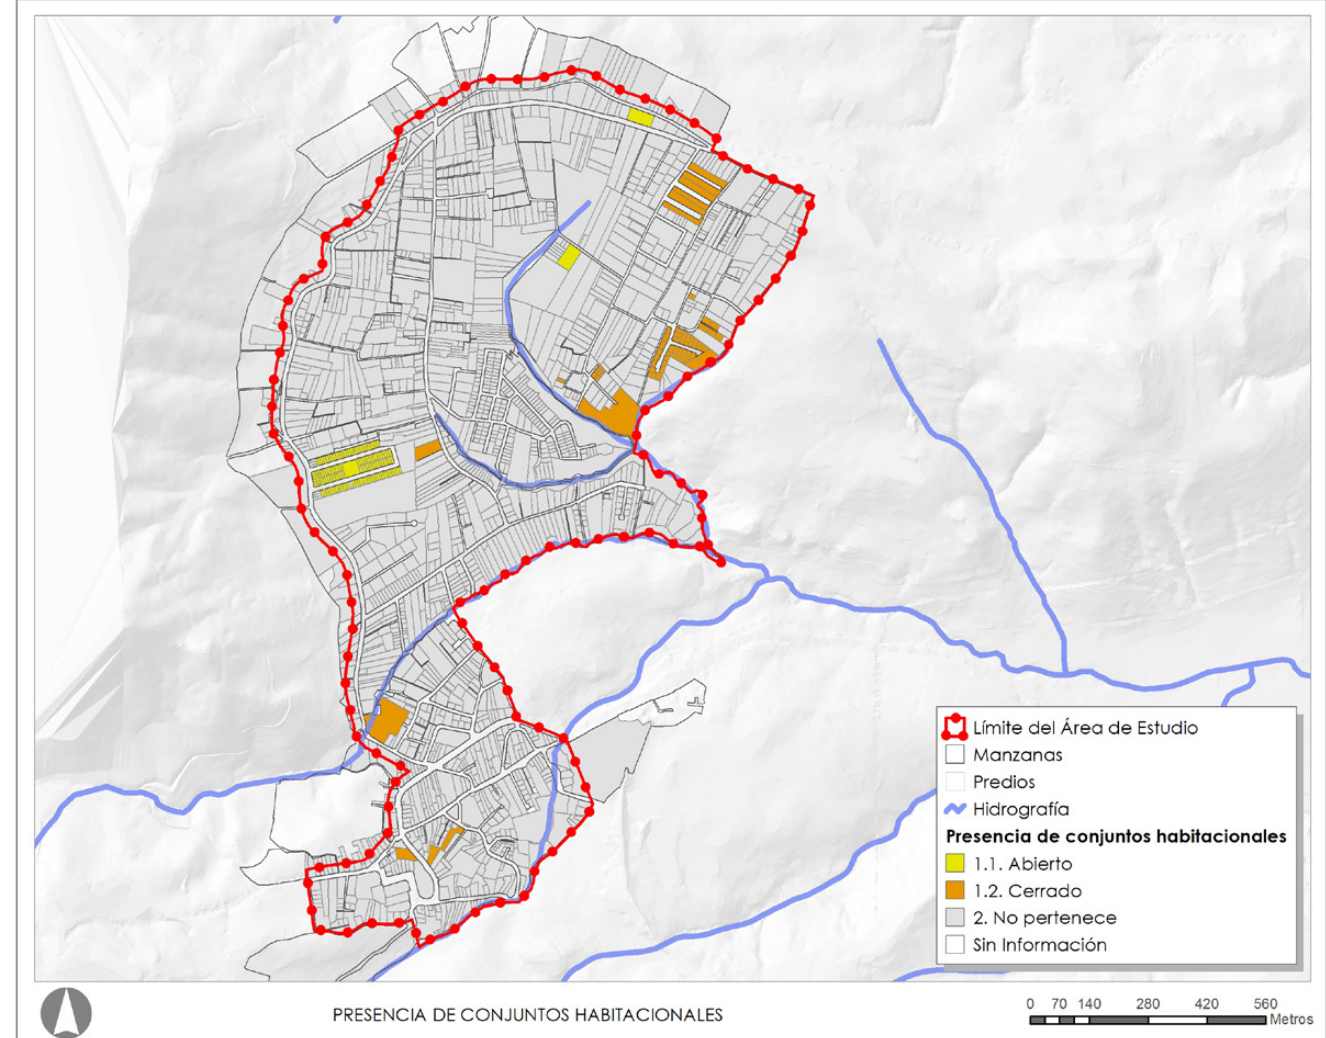 Límite del Área de Estudio
Manzanas
Predios
Hidrografía
Presencia de conjuntos habitacionales
1.1. Abierto
1.2. Cerrado
2. No pertenece
Sin Información
PRESENCIA DE CONJUNTOS HABITACIONALES
0 70 140 280 420 560
Metros